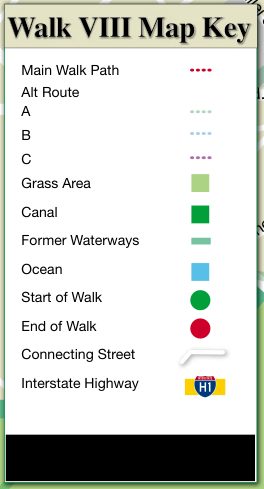 Walk VIII Map Key
Main Walk Path
Alt Route
A
B
C
Grass Area
Canal
Former Waterways
Ocean
Start of Walk
End of Walk
Connecting Street
Interstate Highway
H1